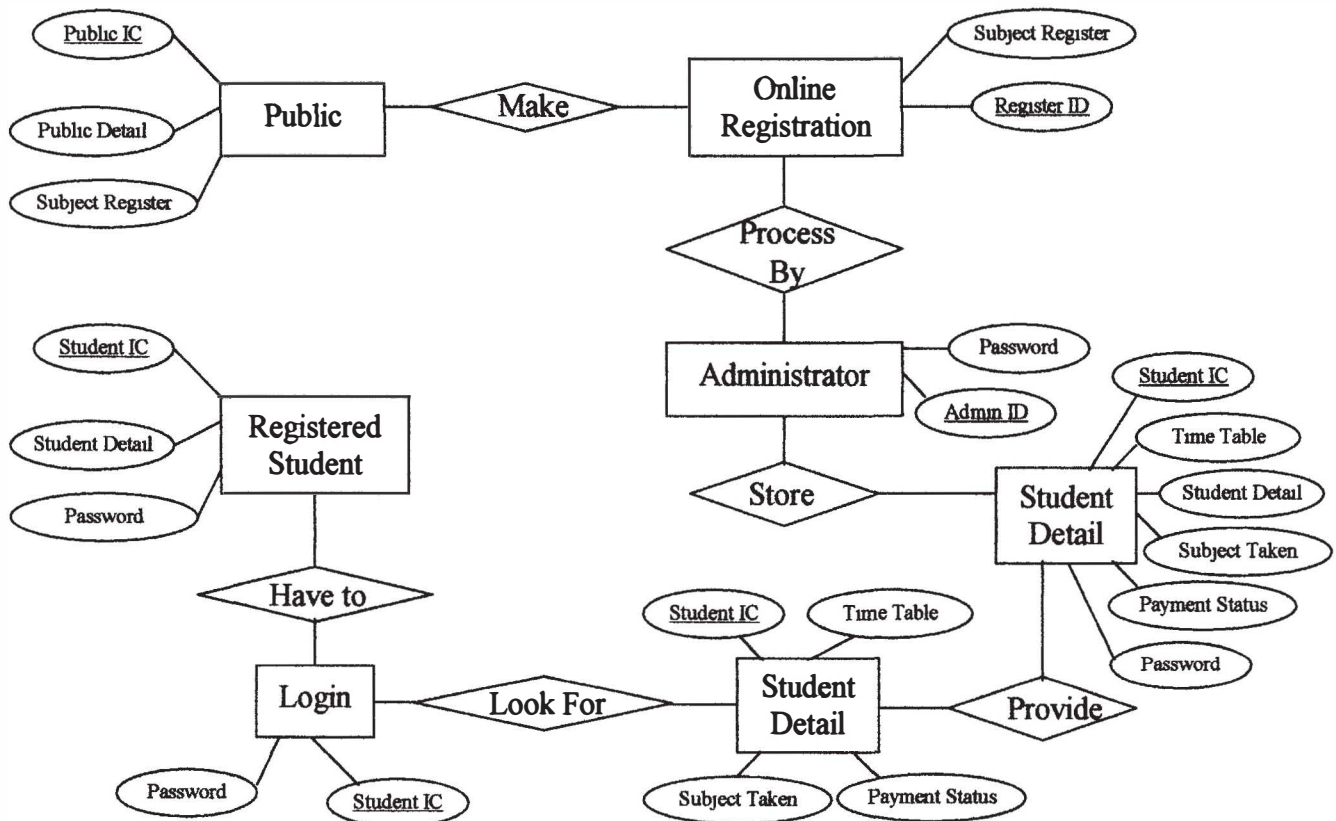 Public IC
Public Detail
Subject Register
Public
Make
Online
Registration
Subject Register
Register ID
Process
By
Administrator
Password
Admin ID
Student IC
Student Detail
Password
Registered
Student
Store
Student
Detail
Student IC
Time Table
Student Detail
Subject Taken
Payment Status
Password
Have to
Login
Password
Student IC
Look For
Student IC
Time Table
Student
Detail
Subject Taken
Payment Status
Provide